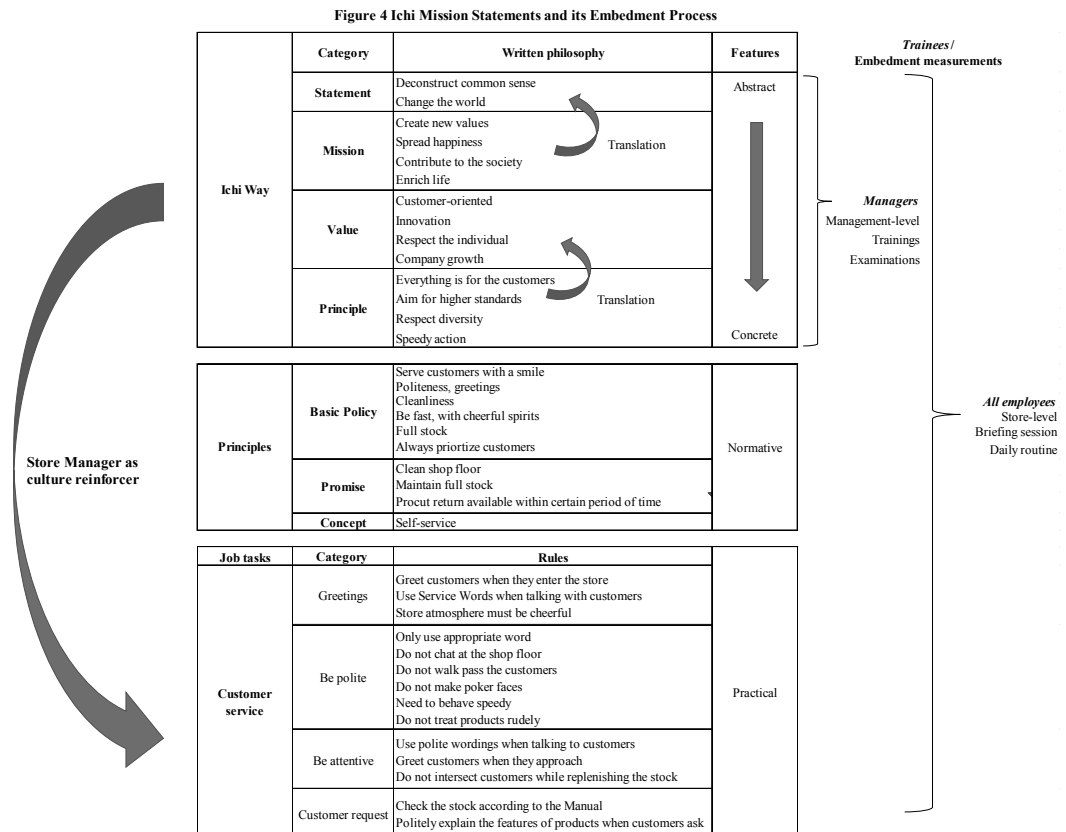 Figure 4 Ichi Mission Statements and its Embedment Process
Category
Written philosophy
Features
Trainees /
Embedment measurements
Ichi Way
Statement
Deconstruct common sense
Change the world
Abstract
Mission
Create new values
Spread happiness
Contribute to the society
Enrich life
Translation
Value
Customer-oriented
Innovation
Respect the individual
Company growth
Principle
Everything is for the customers
Aim for higher standards
Respect diversity
Speedy action
Translation
Concrete
Managers
Management-level
Trainings
Examinations
Principles
Basic Policy
Serve customers with a smile
Politeness, greetings
Cleanliness
Be fast, with cheerful spirits
Full stock
Always priortize customers
Normative
Promise
Clean shop floor
Maintain full stock
Procut return available within certain period of time
Concept
Self-service
All employees
Store-level
Briefing session
Daily routine
Store Manager as
culture reinforcer
Job tasks
Category
Rules
Customer
service
Greetings
Greet customers when they enter the store
Use Service Words when talking with customers
Store atmosphere must be cheerful
Be polite
Only use appropriate word
Do not chat at the shop floor
Do not walk pass the customers
Do not make poker faces
Need to behave speedy
Do not treat products rudely
Practical
Be attentive
Use polite wordings when talking to customers
Greet customers when they approach
Do not intersect customers while replenishing the stock
Customer request
Check the stock according to the Manual
Politely explain the features of products when customers ask